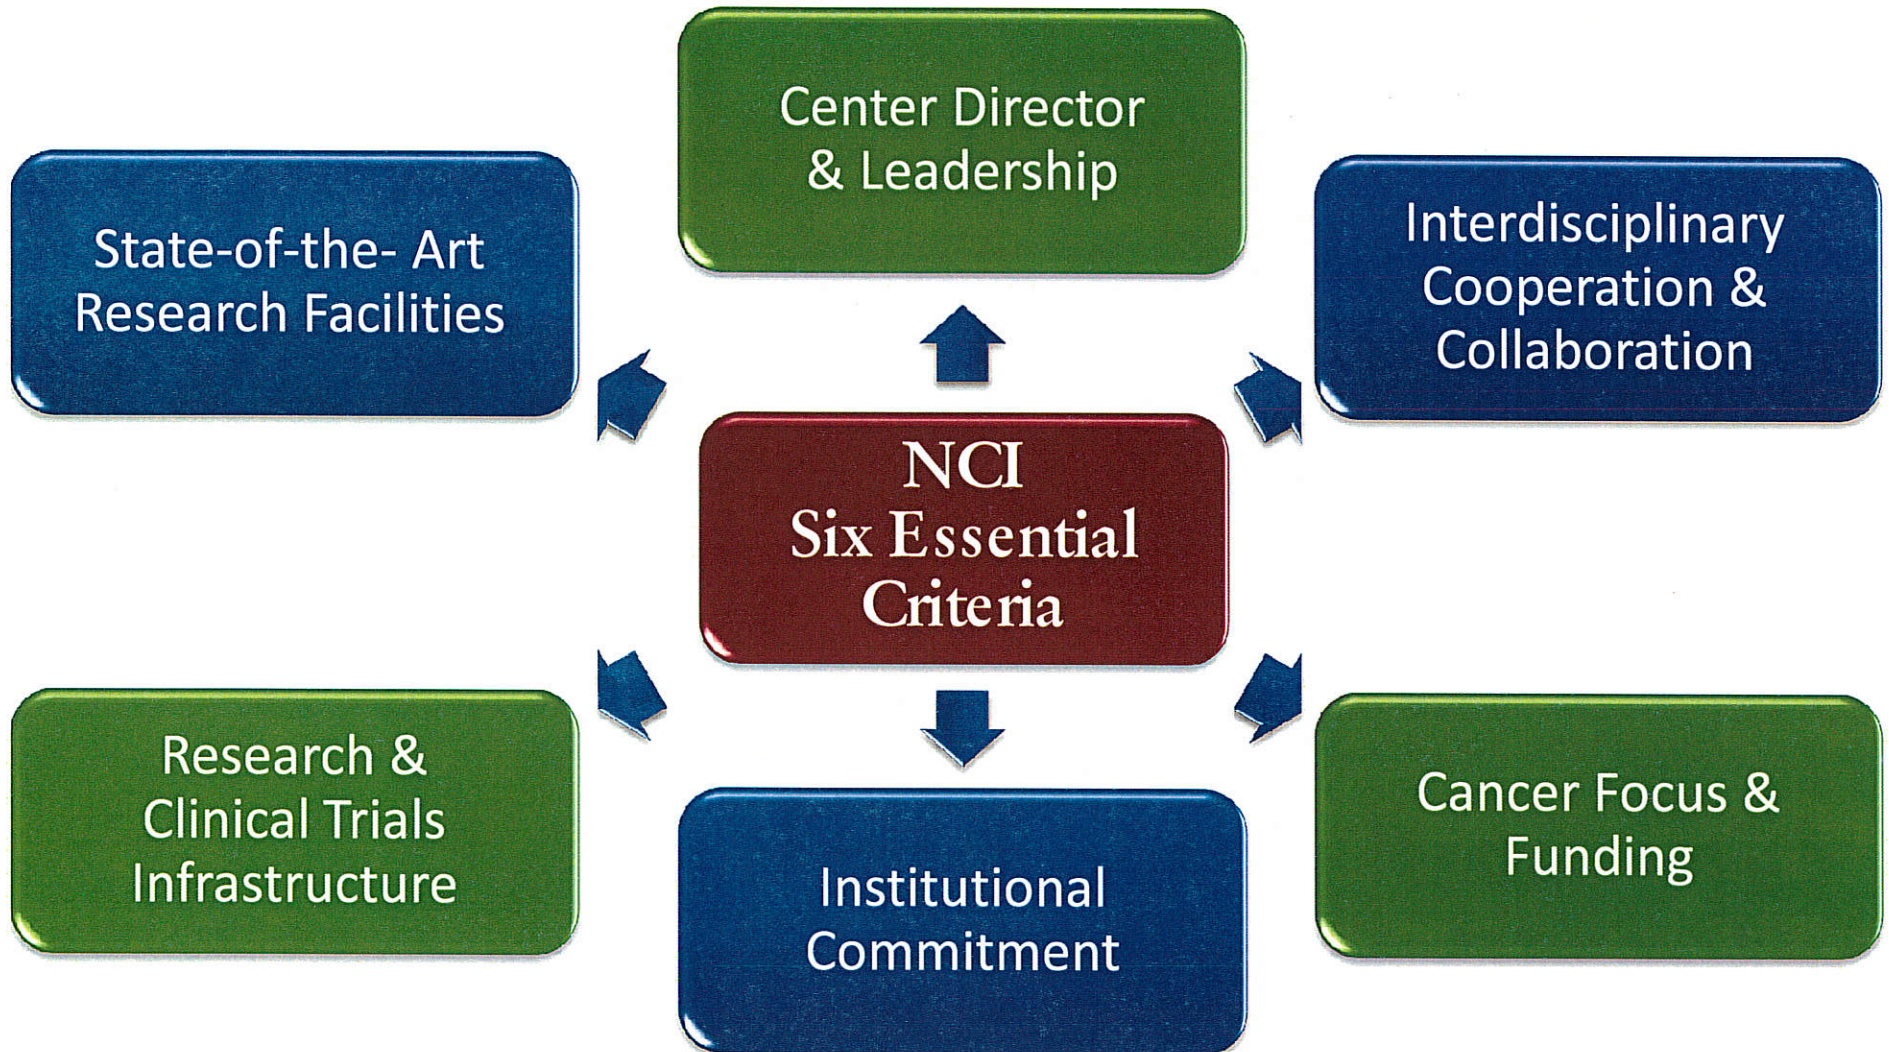 Center Director
& Leadership
State-of-the- Art
Research Facilities
Interdisciplinary
Cooperation &
Collaboration
NCI
Six Essential
Criteria
Research &
Clinical Trials
Infrastructure
Institutional
Commitment
Cancer Focus &
Funding